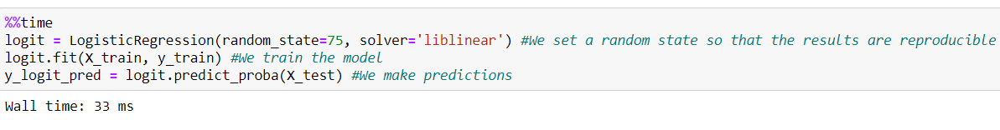 %%time
logit = LogisticRegression(random_state=75, solver='liblinear') #We set a random state so that the results are reproducible
logit.fit(X_train, y_train) #We train the model
y_logit_pred = logit.predict_proba(X_test) #We make predictions
Wall time: 33 ms